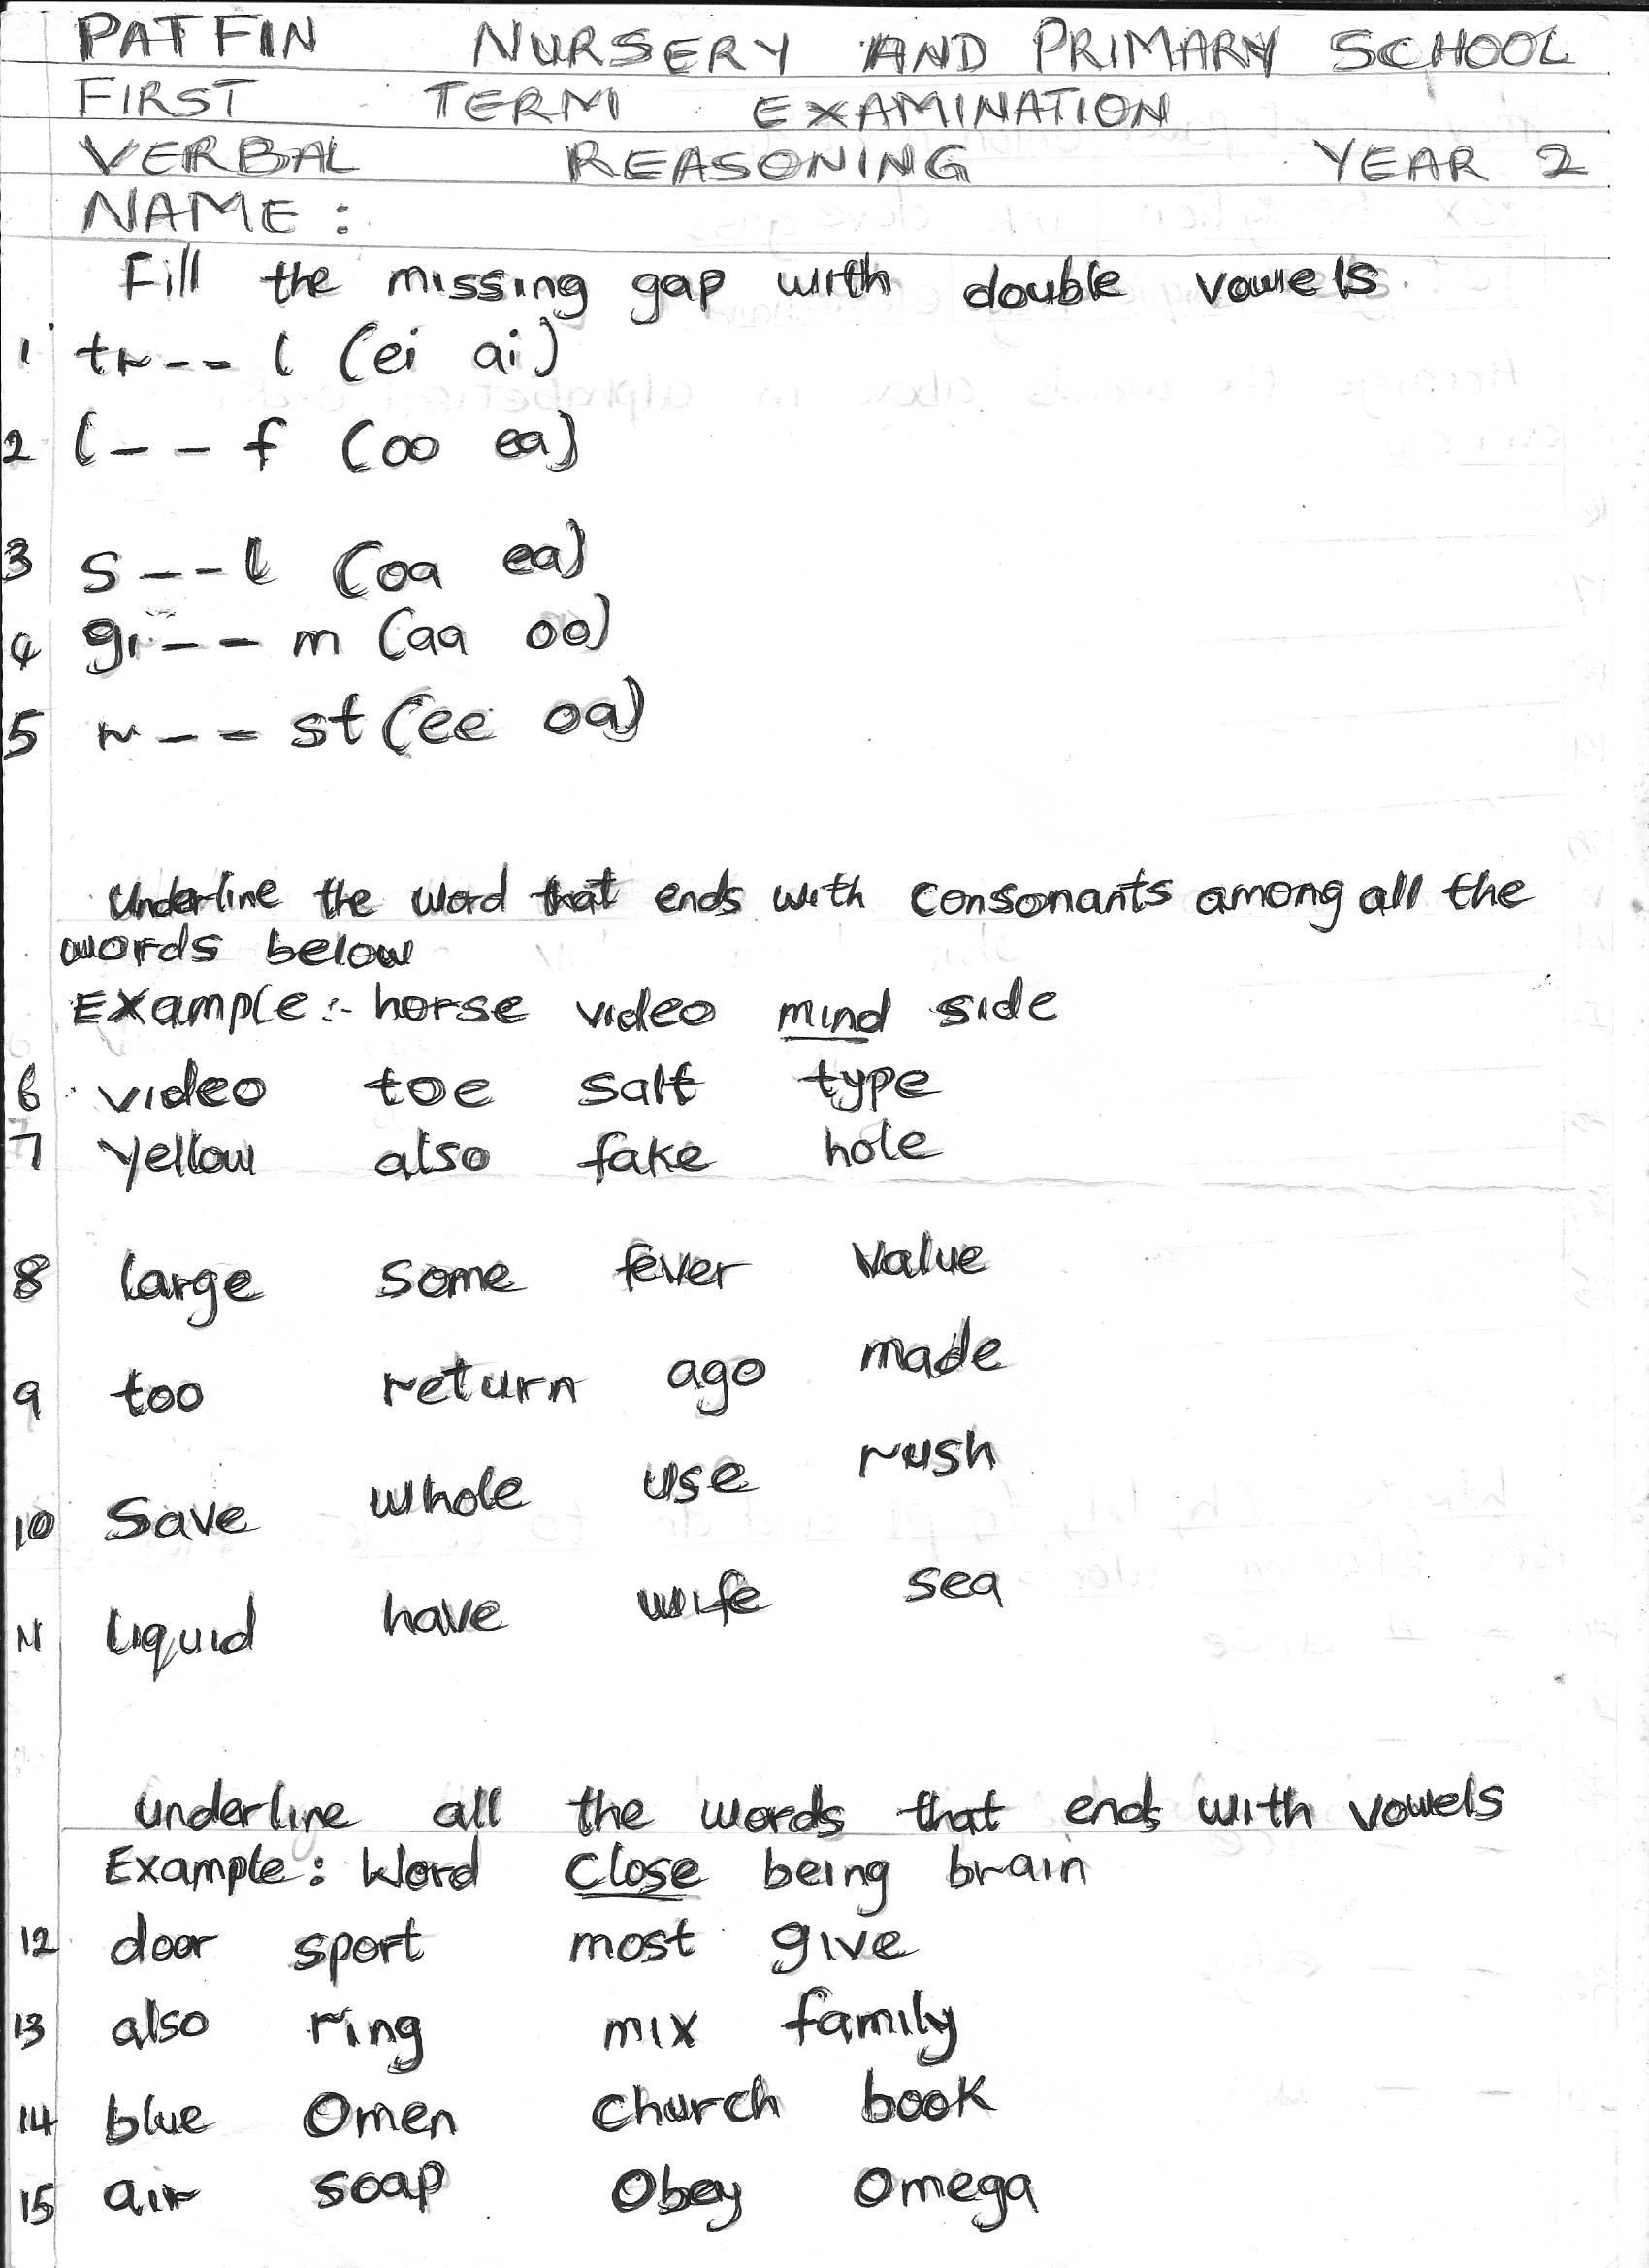 PATFIN NURSERY AND PRIMARY SCHOOL
FIRST TERM EXAMINATION
VERBAL REASONING YEAR 2
NAME:
Fill the missing gap with double vowels.
1 tr-- l (ei ai)
2 l-- f (oo ea)
3 s---l (oa ea)
4 gr-- m (aa oo)
5 r-- st (ee oa)
Underline the word that ends with consonants among all the
words below
Example:- horse video mind side
6 video toe salt type
7 Yellow also fake hole
8 large some fever value
9 too return ago made
10 Save whole use rush
11 liquid have wife sea
underline all the words that ends with vowels
Example: Word close being brain
12 door sport most give
13 also ring mix family
14 blue Omen church book
15 air soap Obey Omega